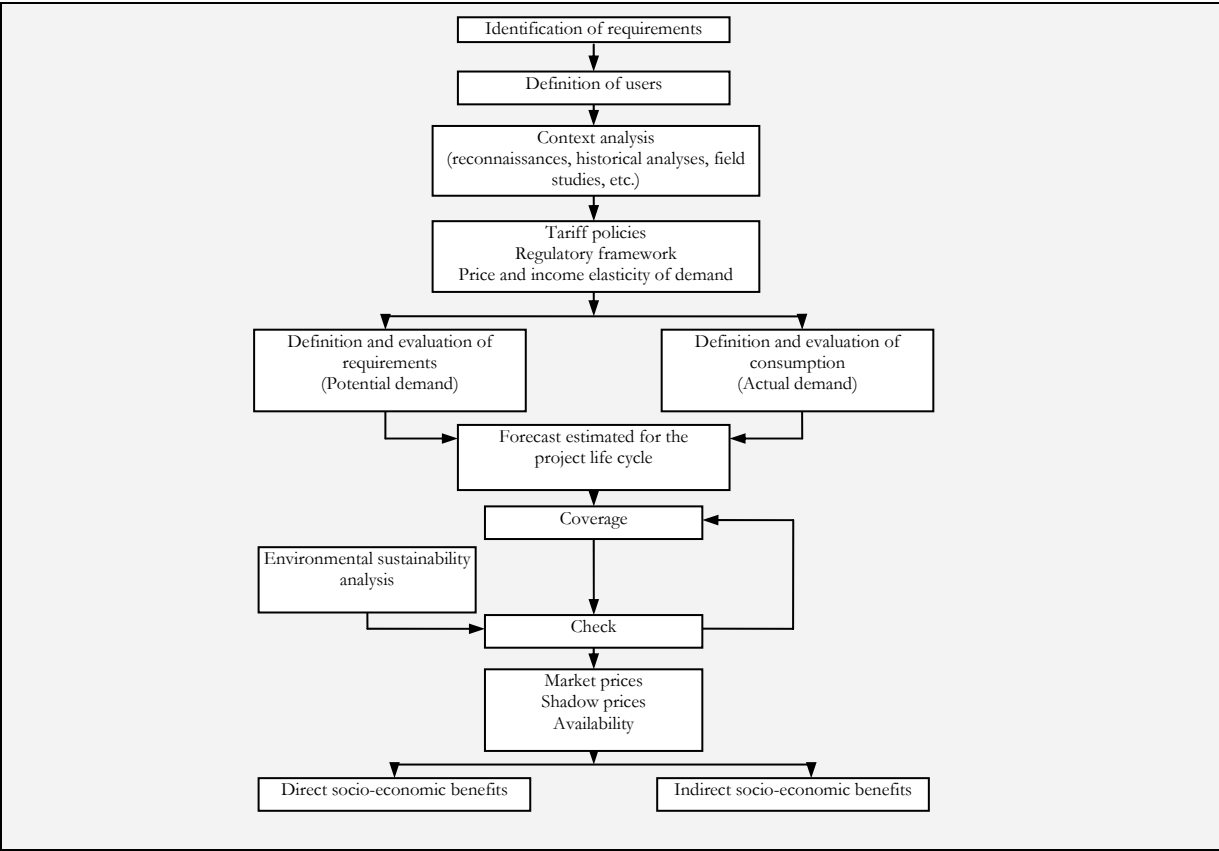 Identification of requirements
Definition of users
Context analysis
(reconnaissances, historical analyses, field
studies, etc.)
Tariff policies
Regulatory framework
Price and income elasticity of demand
Definition and evaluation of
requirements
(Potential demand)
Definition and evaluation of
consumption
(Actual demand)
Forecast estimated for the
project life cycle
Coverage
Environmental sustainability
analysis
Check
Market prices
Shadow prices
Availability
Direct socio-economic benefits
Indirect socio-economic benefits